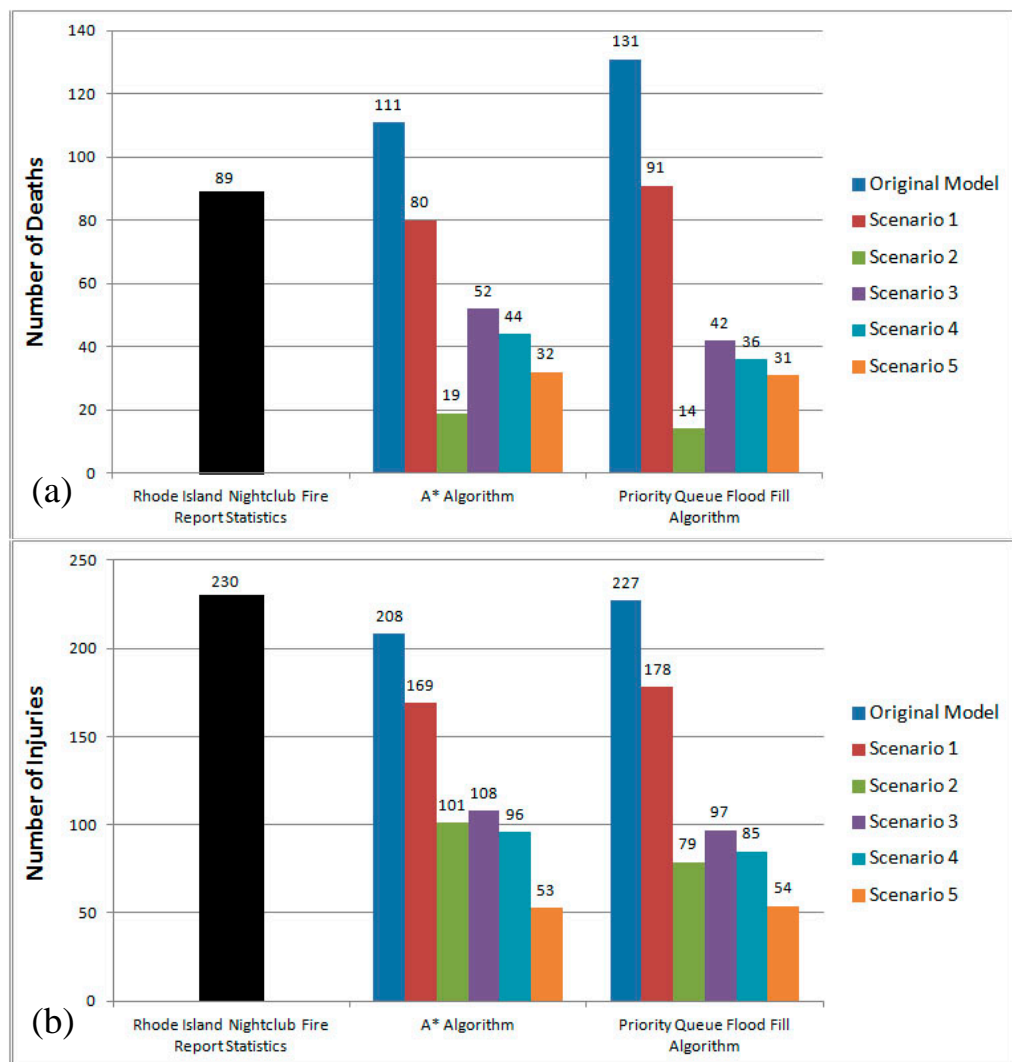 140
120
100
80
60
40
20
0
Number of Deaths
89
111
80
19
52
44
32
131
91
14
42
36
31
Rhode Island Nightclub Fire
Report Statistics
A* Algorithm
Priority Queue Flood Fill
Algorithm
Original Model
Scenario 1
Scenario 2
Scenario 3
Scenario 4
Scenario 5
(a)
250
200
150
100
50
0
Number of Injuries
230
208
169
101
108
96
53
227
178
79
97
85
54
Rhode Island Nightclub Fire
Report Statistics
A* Algorithm
Priority Queue Flood Fill
Algorithm
Original Model
Scenario 1
Scenario 2
Scenario 3
Scenario 4
Scenario 5
(b)